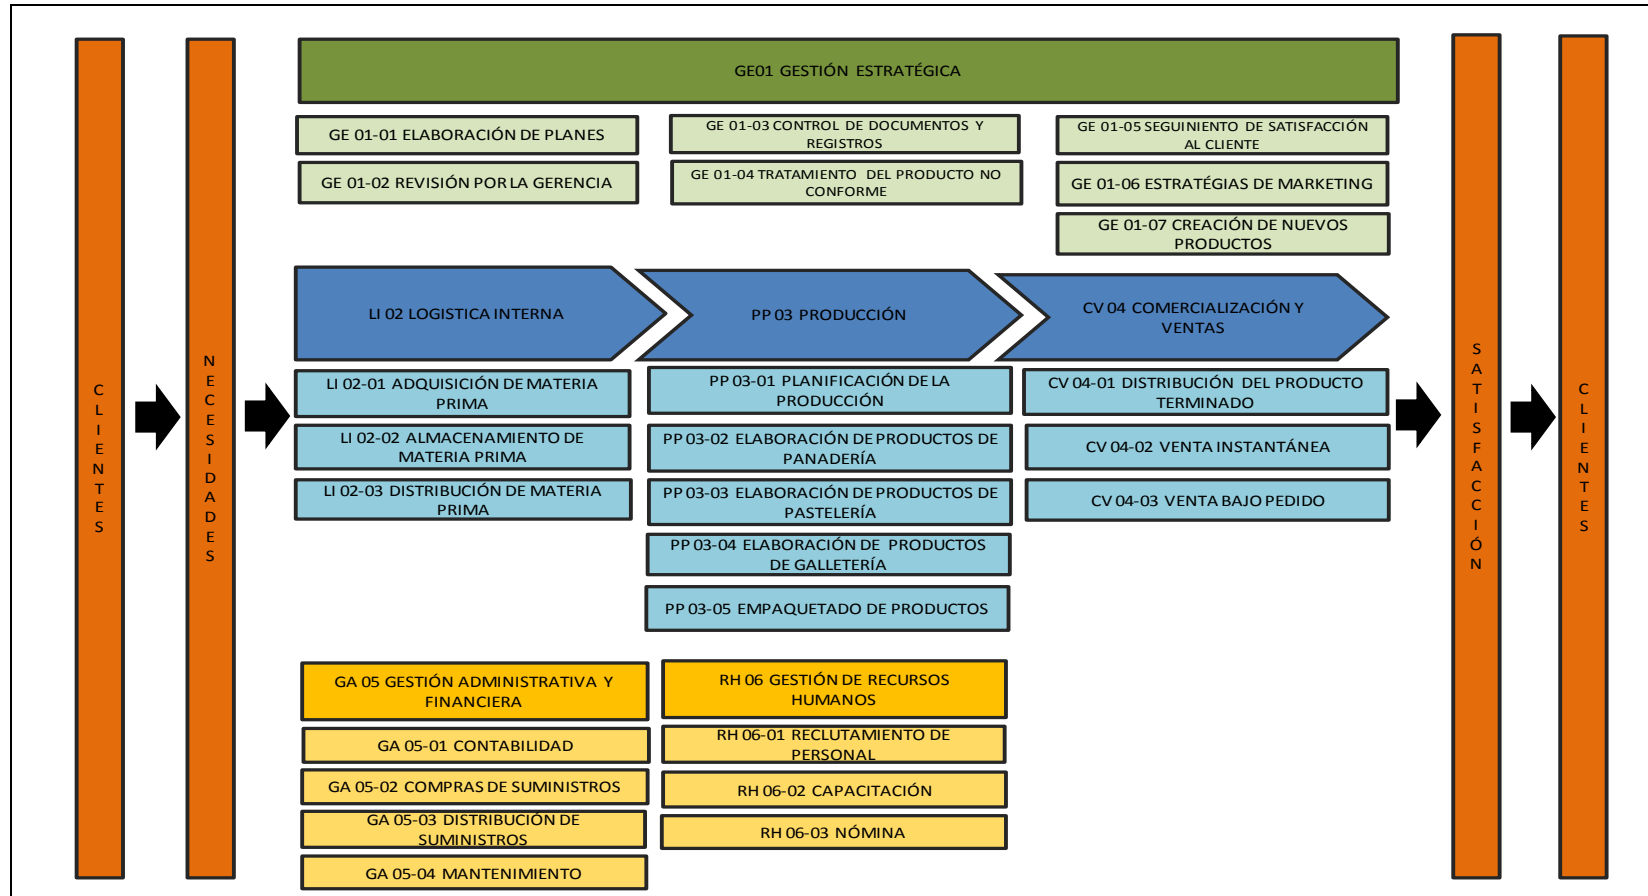 GE01 GESTIÓN ESTRATÉGICA
GE 01-01 ELABORACIÓN DE PLANES
GE 01-02 REVISIÓN POR LA GERENCIA
GE 01-03 CONTROL DE DOCUMENTOS Y
REGISTROS
GE 01-04 TRATAMIENTO DEL PRODUCTO NO
CONFORME
GE 01-05 SEGUINIENTO DE SATISFACCIÓN
AL CLIENTE
GE 01-06 ESTRATÉGIAS DE MARKETING
GE 01-07 CREACIÓN DE NUEVOS
PRODUCTOS
CLIENTES
NECESIDADES
LI 02 LOGISTICA INTERNA
LI 02-01 ADQUISICIÓN DE MATERIA
PRIMA
LI 02-02 ALMACENAMIENTO DE
MATERIA PRIMA
LI 02-03 DISTRIBUCIÓN DE MATERIA
PRIMA
PP 03 PRODUCCIÓN
PP 03-01 PLANIFICACIÓN DE LA
PRODUCCIÓN
PP 03-02 ELABORACIÓN DE PRODUCTOS DE
PANADERÍA
PP 03-03 ELABORACIÓN DE PRODUCTOS DE
PASTELERÍA
PP 03-04 ELABORACIÓN DE PRODUCTOS
DE GALLETERÍA
PP 03-05 EMPAQUETADO DE PRODUCTOS
CV 04 COMERCIALIZACIÓN Y
VENTAS
CV 04-01 DISTRIBUCIÓN DEL PRODUCTO
TERMINADO
CV 04-02 VENTA INSTANTÁNEA
CV 04-03 VENTA BAJO PEDIDO
SATISFACCCIÓN
CLIENTES
GA 05 GESTIÓN ADMINISTRATIVA Y
FINANCIERA
GA 05-01 CONTABILIDAD
GA 05-02 COMPRAS DE SUMINISTROS
GA 05-03 DISTRIBUCIÓN DE
SUMINISTROS
GA 05-04 MANTENIMIENTO
RH 06 GESTIÓN DE RECURSOS
HUMANOS
RH 06-01 RECLUTAMIENTO DE
PERSONAL
RH 06-02 CAPACITACIÓN
RH 06-03 NÓMINA